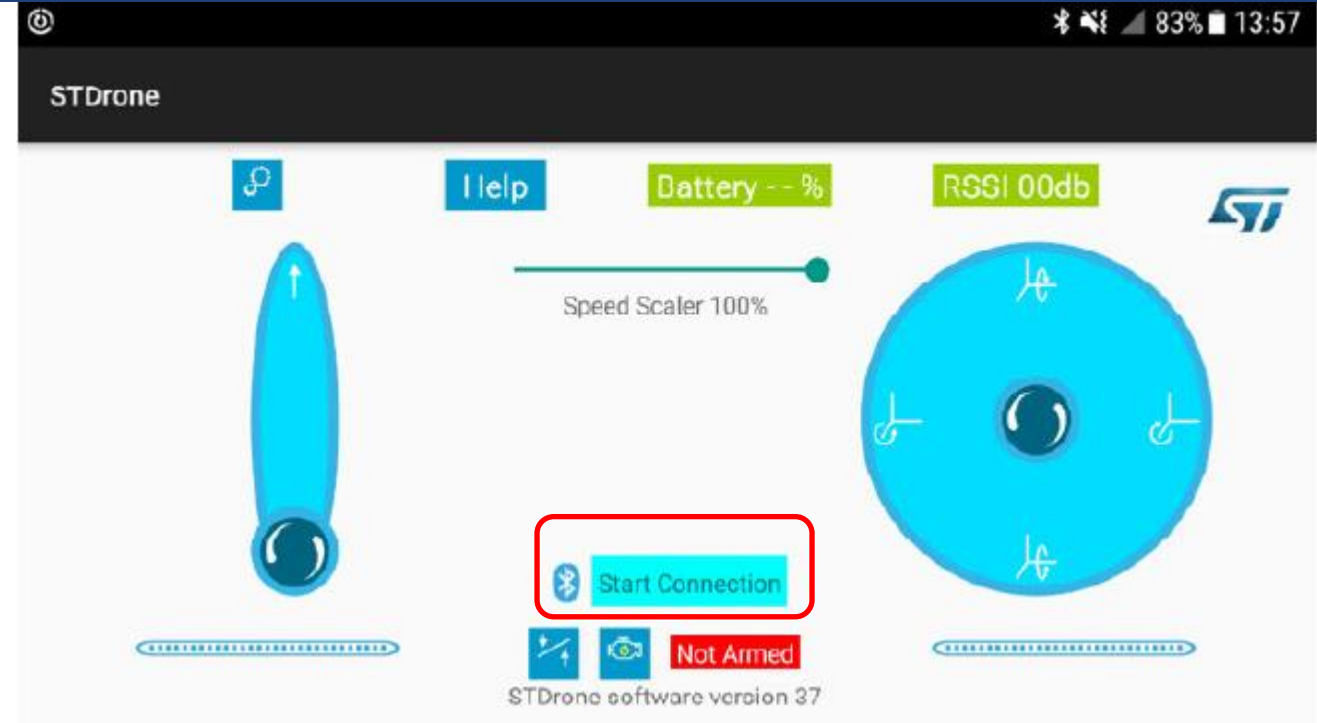 83% 13:57
STDrone
Help Battery -- % RSSI 00db
ST
Speed Scaler 100%
Start Connection
Not Armed
STDrone software version 37